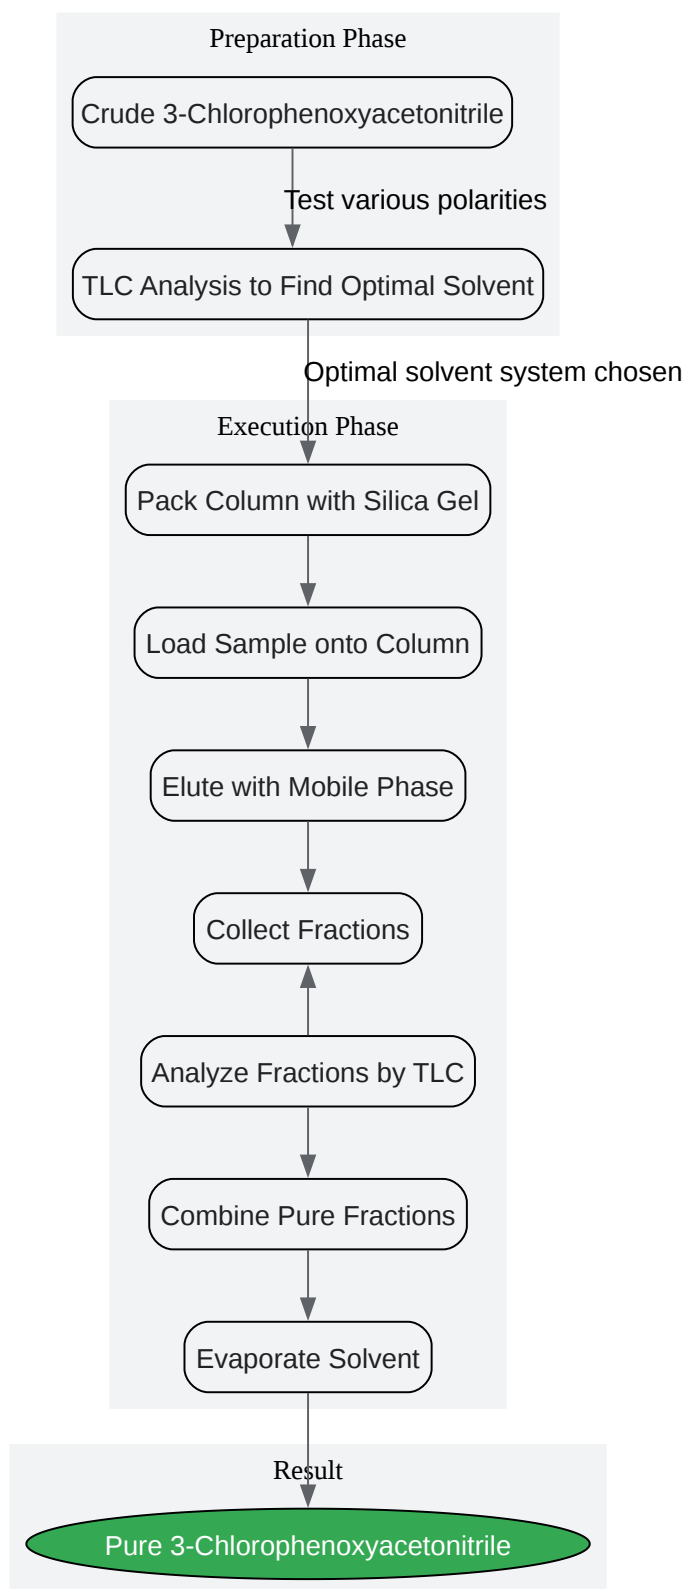 Preparation Phase
Crude 3-Chlorophenoxyacetonitrile
Test various polarities
TLC Analysis to Find Optimal Solvent
Optimal solvent system chosen
Execution Phase
Pack Column with Silica Gel
Load Sample onto Column
Elute with Mobile Phase
Collect Fractions
Analyze Fractions by TLC
Combine Pure Fractions
Evaporate Solvent
Result
Pure 3-Chlorophenoxyacetonitrile